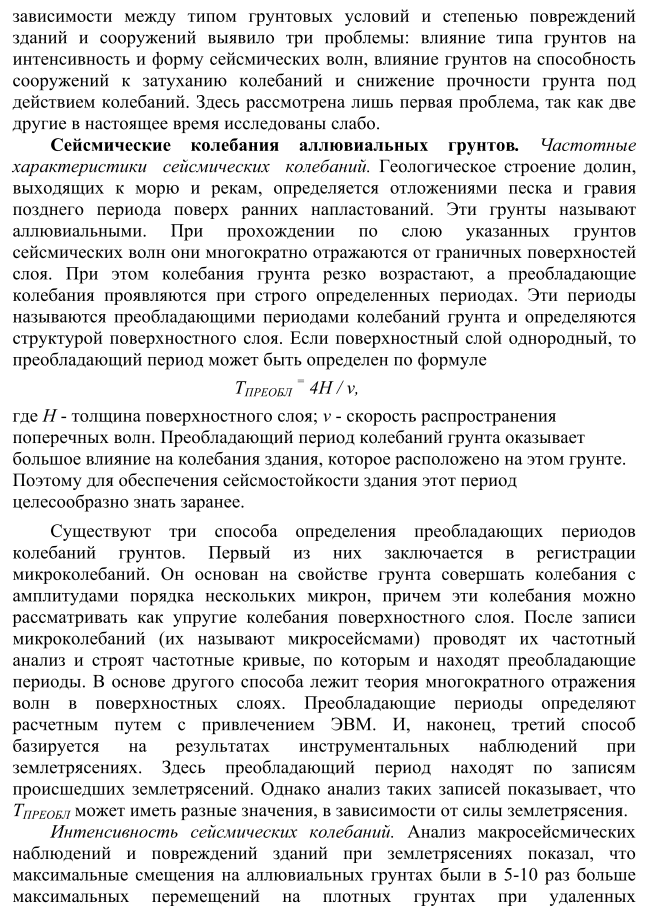 зависимости между типом грунтовых условий и степенью повреждений
зданий и сооружений выявило три проблемы: влияние типа грунтов на
интенсивность и форму сейсмических волн, влияние грунтов на способность
сооружений к затуханию колебаний и снижение прочности грунта под
действием колебаний. Здесь рассмотрена лишь первая проблема, так как две
другие в настоящее время исследованы слабо.
Сейсмические колебания аллювиальных грунтов. Частотные
характеристики сейсмических колебаний. Геологическое строение долин,
выходящих к морю и рекам, определяется отложениями песка и гравия
позднего периода поверх ранних напластований. Эти грунты называют
аллювиальными. При прохождении по слою указанных грунтов
сейсмических волн они многократно отражаются от граничных поверхностей
слоя. При этом колебания грунта резко возрастают, а преобладающие
колебания проявляются при строго определенных периодах. Эти периоды
называются преобладающими периодами колебаний грунта и определяются
структурой поверхностного слоя. Если поверхностный слой однородный, то
преобладающий период может быть определен по формуле
TПРЕОБЛ = 4H / v,
где H - толщина поверхностного слоя; v - скорость распространения
поперечных волн. Преобладающий период колебаний грунта оказывает
большое влияние на колебания здания, которое расположено на этом грунте.
Поэтому для обеспечения сейсмостойкости здания этот период
целесообразно знать заранее.
Существуют три способа определения преобладающих периодов
колебаний грунтов. Первый из них заключается в регистрации
микроколебаний. Он основан на свойстве грунта совершать колебания с
амплитудами порядка нескольких микрон, причем эти колебания можно
рассматривать как упругие колебания поверхностного слоя. После записи
микроколебаний (их называют микросейсмами) проводят их частотный
анализ и строят частотные кривые, по которым и находят преобладающие
периоды. В основе другого способа лежит теория многократного отражения
волн в поверхностных слоях. Преобладающие периоды определяют
расчетным путем с привлечением ЭВМ. И, наконец, третий способ
базируется на результатах инструментальных наблюдений при
землетрясениях. Здесь преобладающий период находят по записям
происшедших землетрясений. Однако анализ таких записей показывает, что
TПРЕОБЛ может иметь разные значения, в зависимости от силы землетрясения.
Интенсивность сейсмических колебаний. Анализ макросейсмических
наблюдений и повреждений зданий при землетрясениях показал, что
максимальные смещения на аллювиальных грунтах были в 5-10 раз больше
максимальных перемещений на плотных грунтах при удаленных